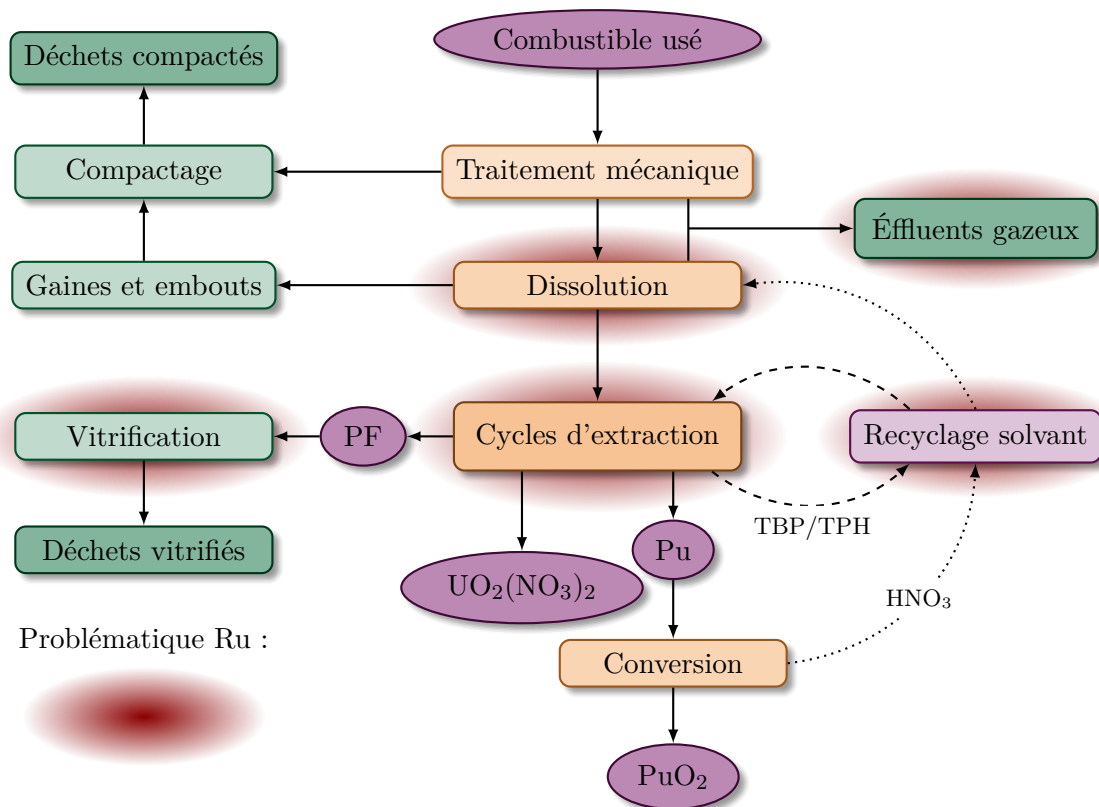 Combustible usé
Déchets compactés
Compactage
Traitement mécanique
Éffluents gazeux
Gaines et embouts
Dissolution
Vitrification
PF
Cycles d'extraction
Recyclage solvant
TBP/TPH
Déchets vitrifiés
Pu
UO₂(NO₃)₂
HNO₃
Problématique Ru :
Conversion
PuO₂